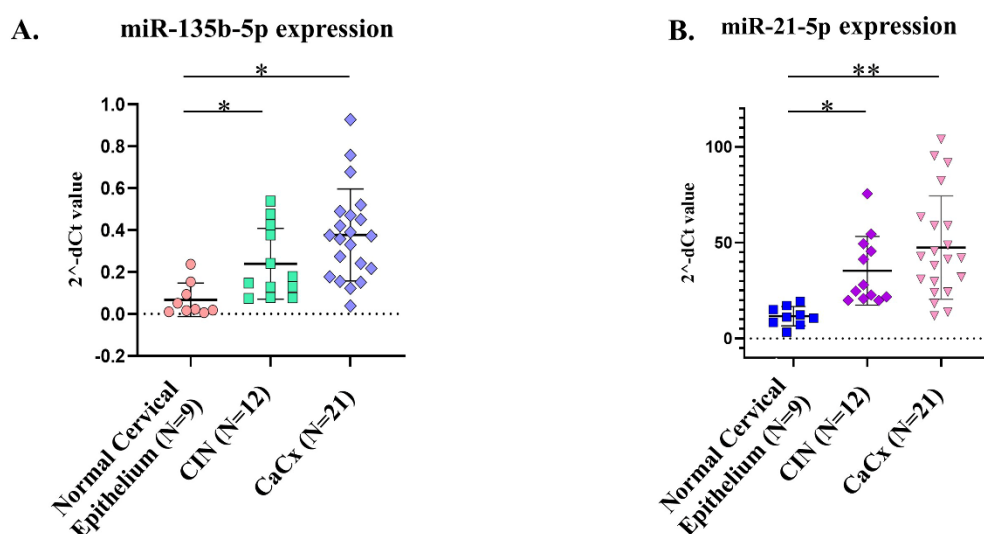 A.
miR-135b-5p expression
*
*
2^-dCt value
1.0
0.8
0.6
0.4
0.2
0.0
-0.2
Normal Cervical
Epithelium (N=9)
CIN (N=12)
CaCx (N=21)
B.
miR-21-5p expression
**
*
2^-dCt value
100
50
0
Normal Cervical
Epithelium (N=9)
CIN (N=12)
CaCx (N=21)